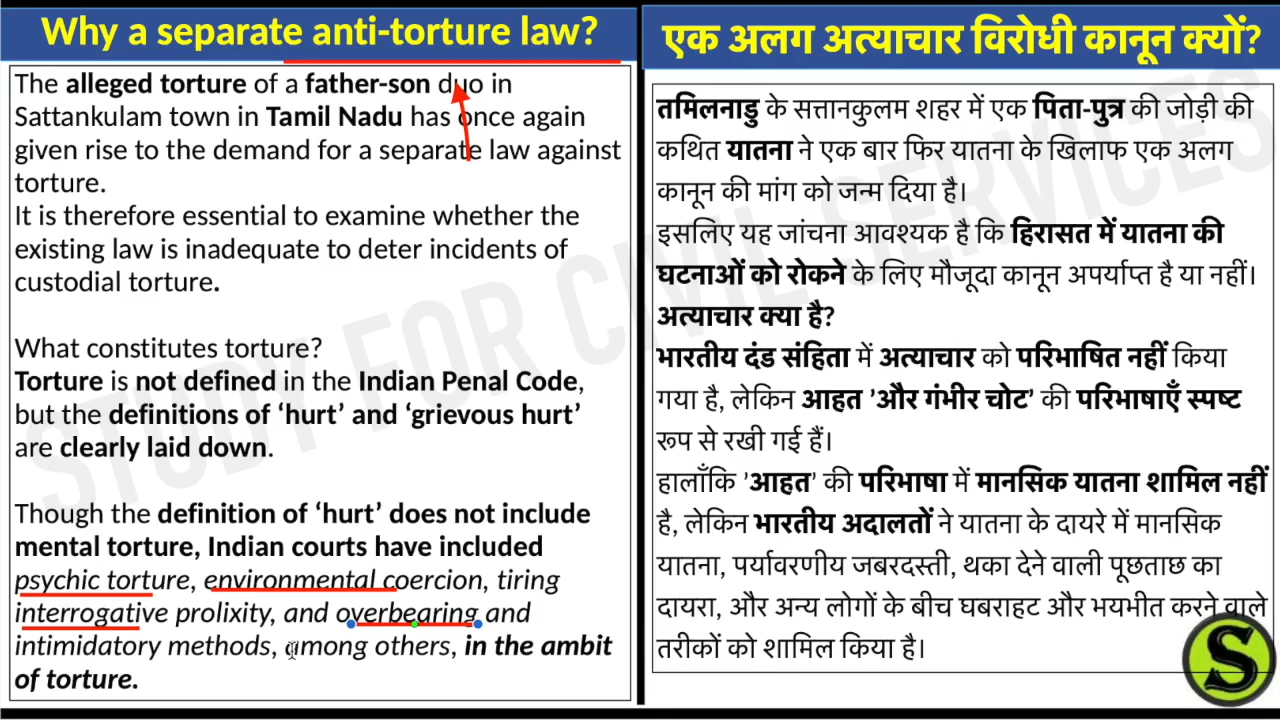 Why a separate anti-torture law?
The alleged torture of a father-son duo in
Sattankulam town in Tamil Nadu has once again
given rise to the demand for a separate law against
torture.
It is therefore essential to examine whether the
existing law is inadequate to deter incidents of
custodial torture.
What constitutes torture?
Torture is not defined in the Indian Penal Code,
but the definitions of ‘hurt’ and ‘grievous hurt’
are clearly laid down.
Though the definition of ‘hurt’ does not include
mental torture, Indian courts have included
psychic torture, environmental coercion, tiring
interrogative prolixity, and overbearing and
intimidatory methods, among others, in the ambit
of torture.
एक अलग अत्याचार विरोधी कानून क्यों?
तमिलनाडु के सत्तानकुलम शहर में एक पिता-पुत्र की जोड़ी की
कथित यातना ने एक बार फिर यातना के खिलाफ एक अलग
कानून की मांग को जन्म दिया है।
इसलिए यह जांचना आवश्यक है कि हिरासत में यातना की
घटनाओं को रोकने के लिए मौजूदा कानून अपर्याप्त है या नहीं।
अत्याचार क्या है?
भारतीय दंड संहिता में अत्याचार को परिभाषित नहीं किया
गया है, लेकिन आहत ’और गंभीर चोट’ की परिभाषाएँ स्पष्ट
रूप से रखी गई हैं।
हालाँकि ’आहत’ की परिभाषा में मानसिक यातना शामिल नहीं
है, लेकिन भारतीय अदालतों ने यातना के दायरे में मानसिक
यातना, पर्यावरणीय जबरदस्ती, थका देने वाली पूछताछ का
दायरा, और अन्य लोगों के बीच घबराहट और भयभीत करने वाले
तरीकों को शामिल किया है।
STUDY FOR CIVIL SERVICES
S